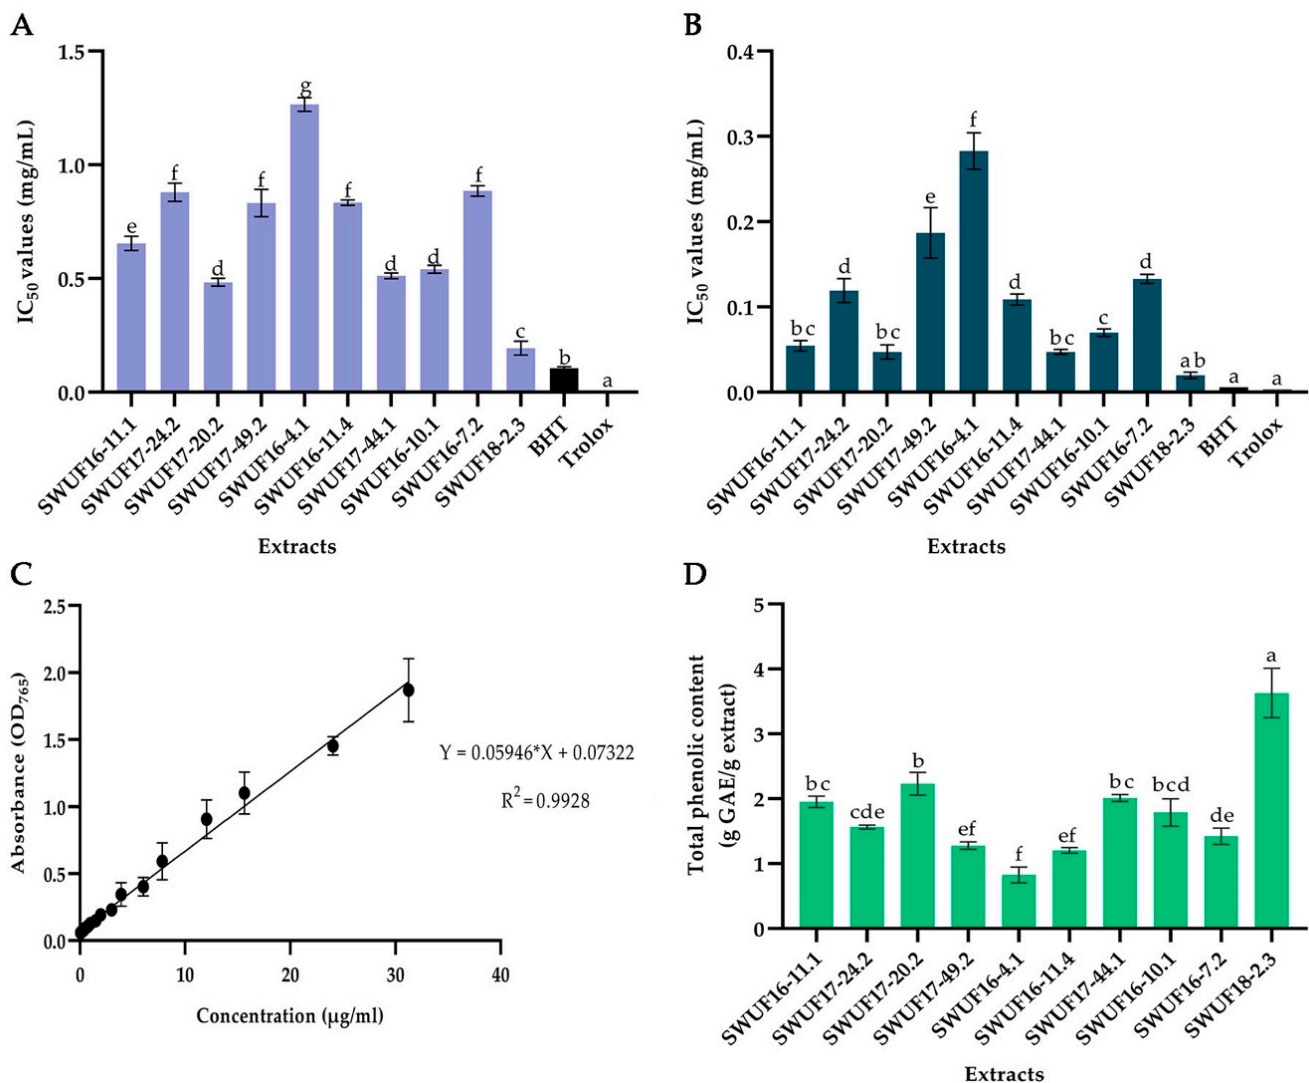 A
IC50 values (mg/mL)
1.5
1.0
0.5
0.0
e
f
d
f
g
f
d
d
f
c
b
a
SWUF16-11.1
SWUF17-24.2
SWUF17-20.2
SWUF17-49.2
SWUF16-4.1
SWUF16-11.4
SWUF17-44.1
SWUF16-10.1
SWUF16-7.2
SWUF18-2.3
BHT
Trolox
Extracts
B
IC50 values (mg/mL)
0.4
0.3
0.2
0.1
0.0
bc
d
bc
e
f
d
bc
c
d
ab
a
a
SWUF16-11.1
SWUF17-24.2
SWUF17-20.2
SWUF17-49.2
SWUF16-4.1
SWUF16-11.4
SWUF17-44.1
SWUF16-10.1
SWUF16-7.2
SWUF18-2.3
BHT
Trolox
Extracts
C
Absorbance (OD765)
2.5
2.0
1.5
1.0
0.5
0.0
Y = 0.05946*X + 0.07322
R2 = 0.9928
0
10
20
30
40
Concentration (µg/ml)
D
Total phenolic content
(g GAE/g extract)
5
4
3
2
1
0
bc
cde
b
ef
f
ef
bc
bcd
de
a
SWUF16-11.1
SWUF17-24.2
SWUF17-20.2
SWUF17-49.2
SWUF16-4.1
SWUF16-11.4
SWUF17-44.1
SWUF16-10.1
SWUF16-7.2
SWUF18-2.3
Extracts